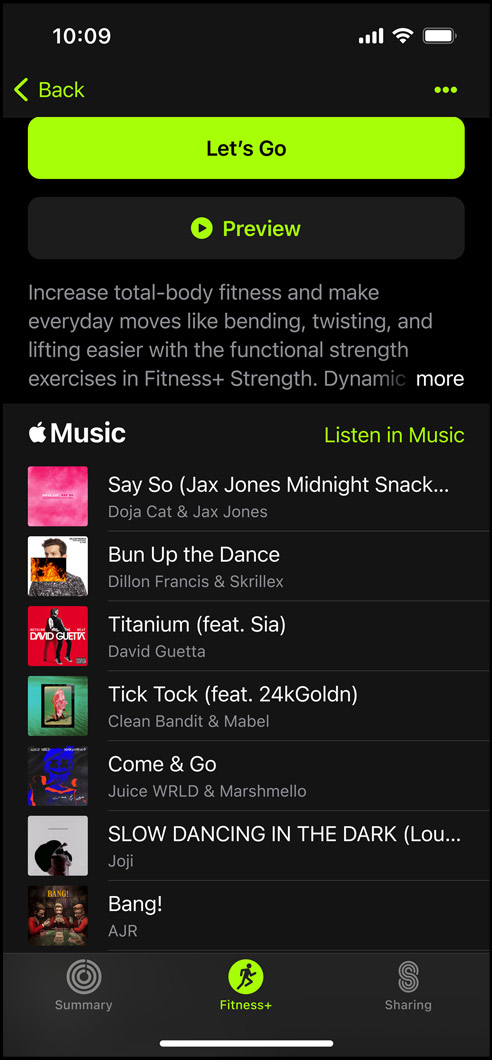 10:09
Back
Let's Go
Preview
Increase total-body fitness and make
everyday moves like bending, twisting, and
lifting easier with the functional strength
exercises in Fitness+ Strength. Dynamic more
Music
Listen in Music
Say So (Jax Jones Midnight Snack...
Doja Cat & Jax Jones
Bun Up the Dance
Dillon Francis & Skrillex
DAVID GUETTA
Titanium (feat. Sia)
David Guetta
Tick Tock (feat. 24kGoldn)
Clean Bandit & Mabel
Come & Go
Juice WRLD & Marshmello
SLOW DANCING IN THE DARK (Lou...
Joji
BANG!
Bang!
AJR
Summary
Fitness+
Sharing